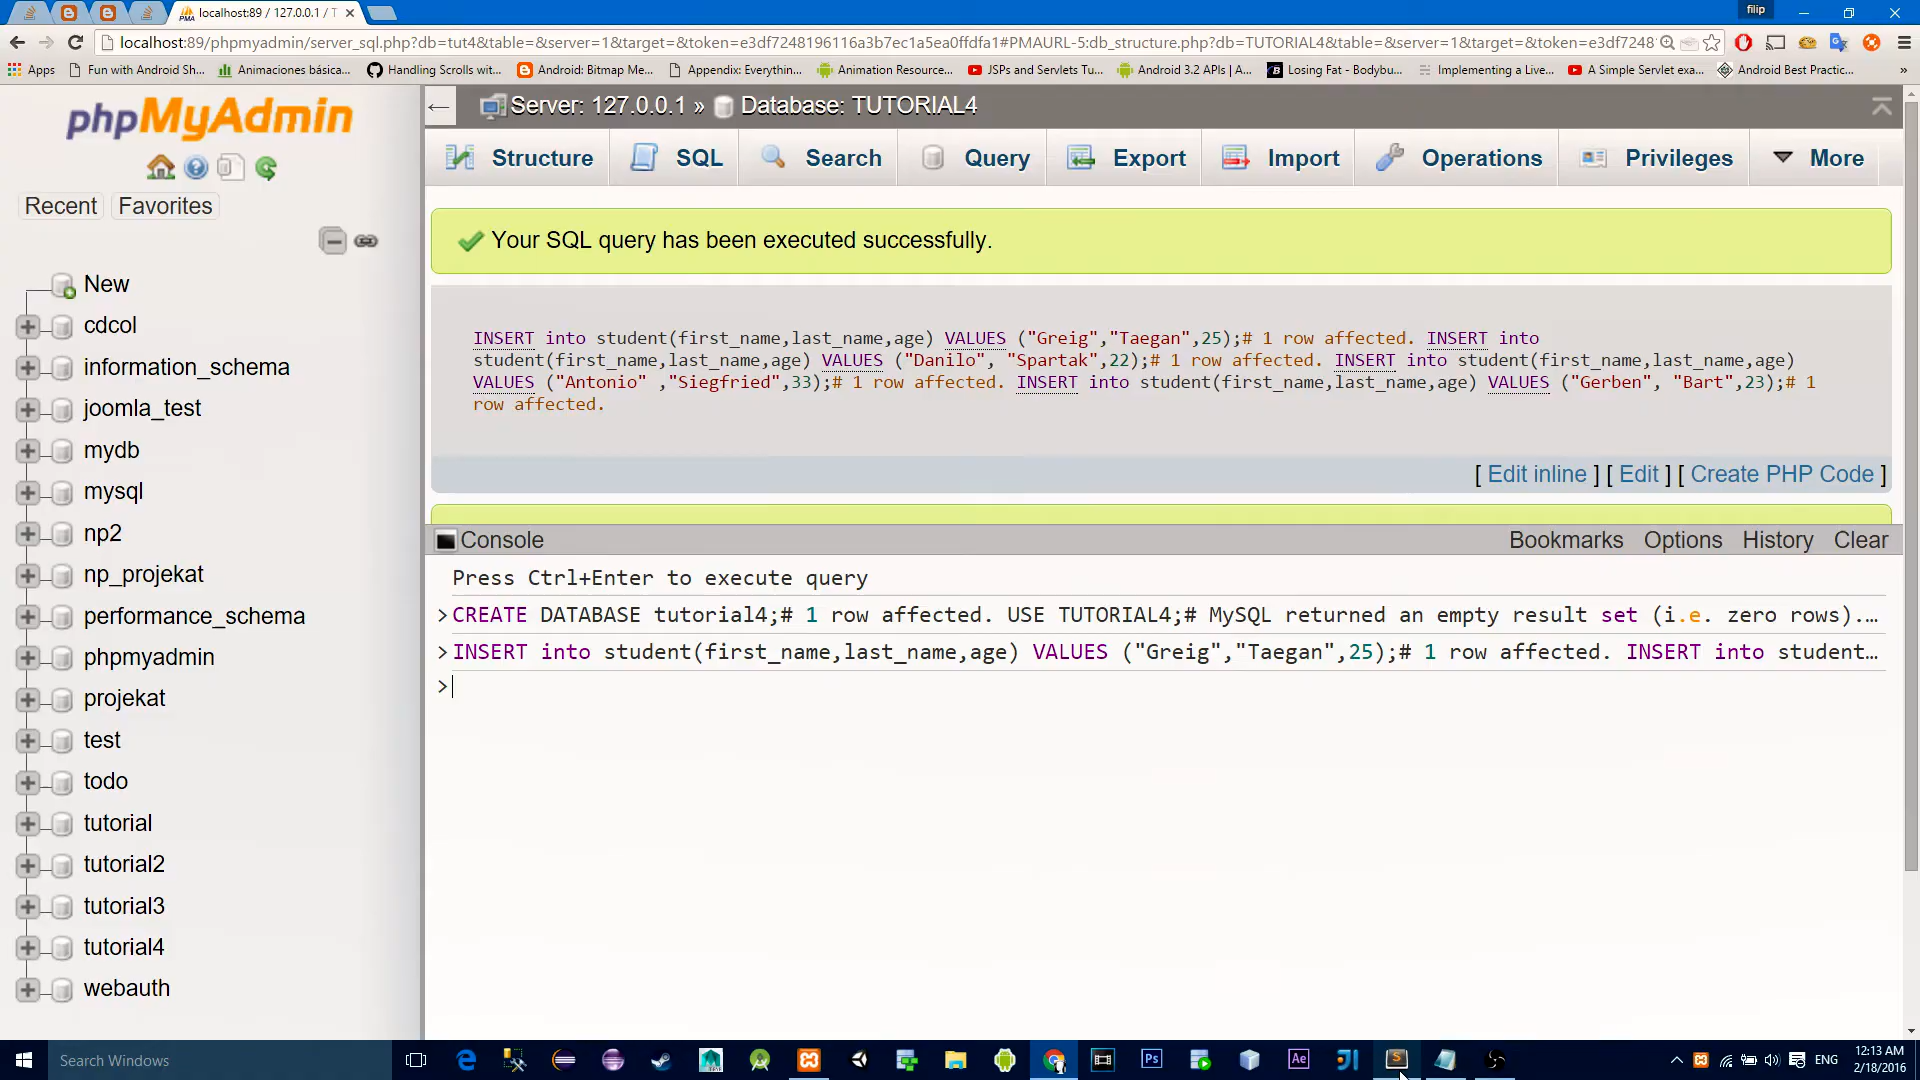 localhost:89 / 127.0.0.1 / T
filip
localhost:89/phpmyadmin/server_sql.php?db=tut4&table=&server=1&target=&token=e3df7248196116a3b7ec1a5ea0ffdfa1#PMAURL-5:db_structure.php?db=TUTORIAL4&table=&server=1&target=&token=e3df7248
Apps Fun with Android Sh... Animaciones básica... Handling Scrolls wit... Android: Bitmap Me... Appendix: Everythin... Animation Resource... JSPs and Servlets Tu... Android 3.2 APIs | A... Losing Fat - Bodybu... Implementing a Live... A Simple Servlet exa... Android Best Practic... »
phpMyAdmin
Recent Favorites
New
cdcol
information_schema
joomla_test
mydb
mysql
np2
np_projekat
performance_schema
phpmyadmin
projekat
test
todo
tutorial
tutorial2
tutorial3
tutorial4
webauth
Server: 127.0.0.1 » Database: TUTORIAL4
Structure SQL Search Query Export Import Operations Privileges More
Your SQL query has been executed successfully.
INSERT into student(first_name,last_name,age) VALUES ("Greig","Taegan",25);# 1 row affected. INSERT into
student(first_name,last_name,age) VALUES ("Danilo", "Spartak",22);# 1 row affected. INSERT into student(first_name,last_name,age)
VALUES ("Antonio" ,"Siegfried",33);# 1 row affected. INSERT into student(first_name,last_name,age) VALUES ("Gerben", "Bart",23);# 1
row affected.
[ Edit inline ] [ Edit ] [ Create PHP Code ]
Console Bookmarks Options History Clear
Press Ctrl+Enter to execute query
>CREATE DATABASE tutorial4;# 1 row affected. USE TUTORIAL4;# MySQL returned an empty result set (i.e. zero rows)....
>INSERT into student(first_name,last_name,age) VALUES ("Greig","Taegan",25);# 1 row affected. INSERT into student...
>
Search Windows
ENG
12:13 AM
2/18/2016